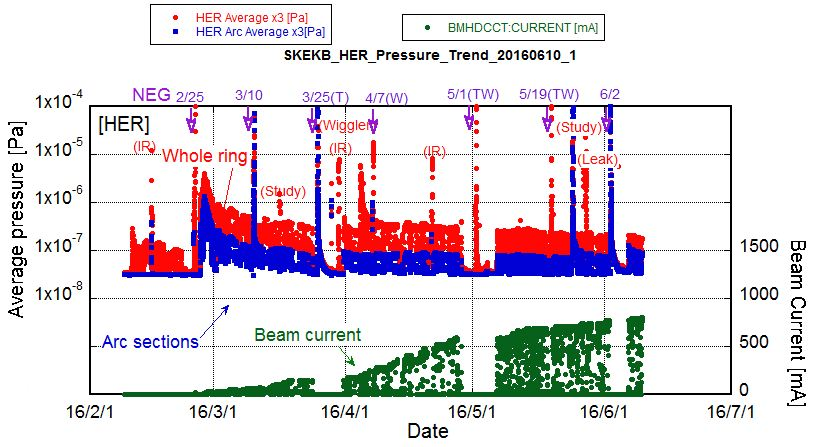 HER Average x3 [Pa]
HER Arc Average x3[Pa]
BMHDCCT:CURRENT [mA]
SKEKB_HER_Pressure_Trend_20160610_1
NEG 2/25 3/10 3/25(T) 4/7(W) 5/1(TW) 5/19(TW) 6/2
1x10-4
[HER]
(Wiggler)
(Study)
(IR)
(IR)
(IR)
1x10-5
Whole ring
(Leak)
(Study)
1x10-6
1x10-7
1500
1x10-8
1000
Arc sections
Beam current
500
0
Average pressure [Pa]
Beam Current [mA]
16/2/1 16/3/1 16/4/1 16/5/1 16/6/1 16/7/1
Date